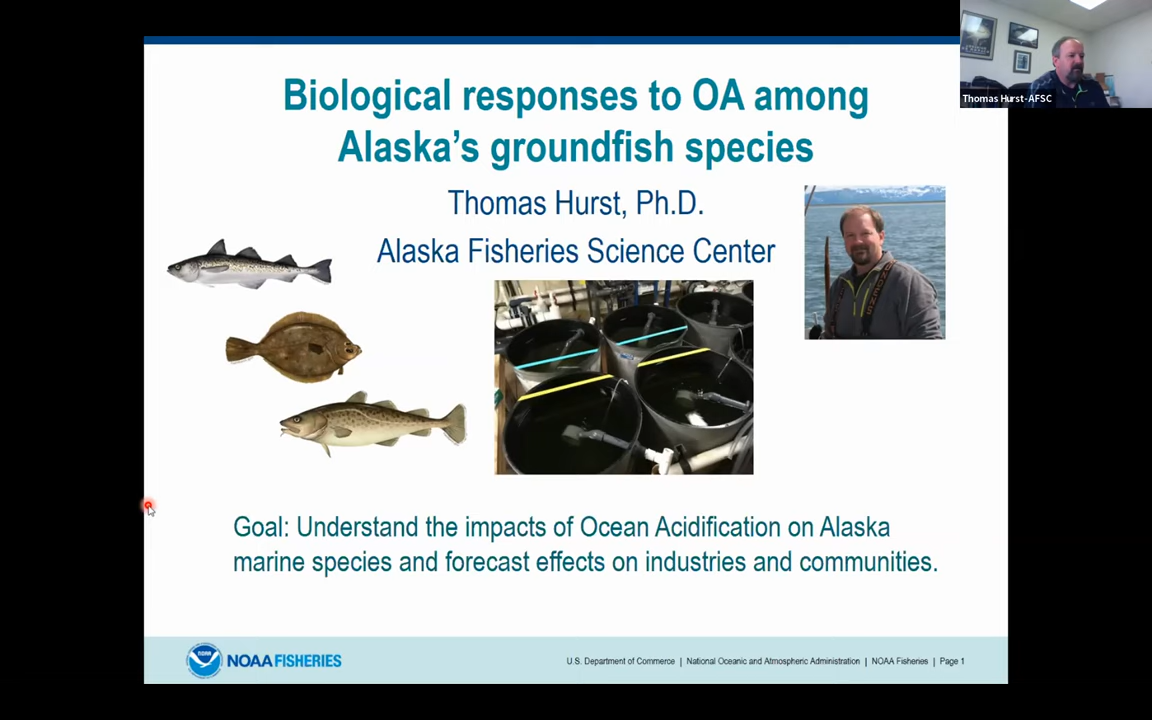 Biological responses to OA among
Alaska's groundfish species
Thomas Hurst-AFSC
Thomas Hurst, Ph.D.
Alaska Fisheries Science Center
Goal: Understand the impacts of Ocean Acidification on Alaska
marine species and forecast effects on industries and communities.
NOAA
NOAA FISHERIES
U.S. Department of Commerce | National Oceanic and Atmospheric Administration | NOAA Fisheries | Page 1